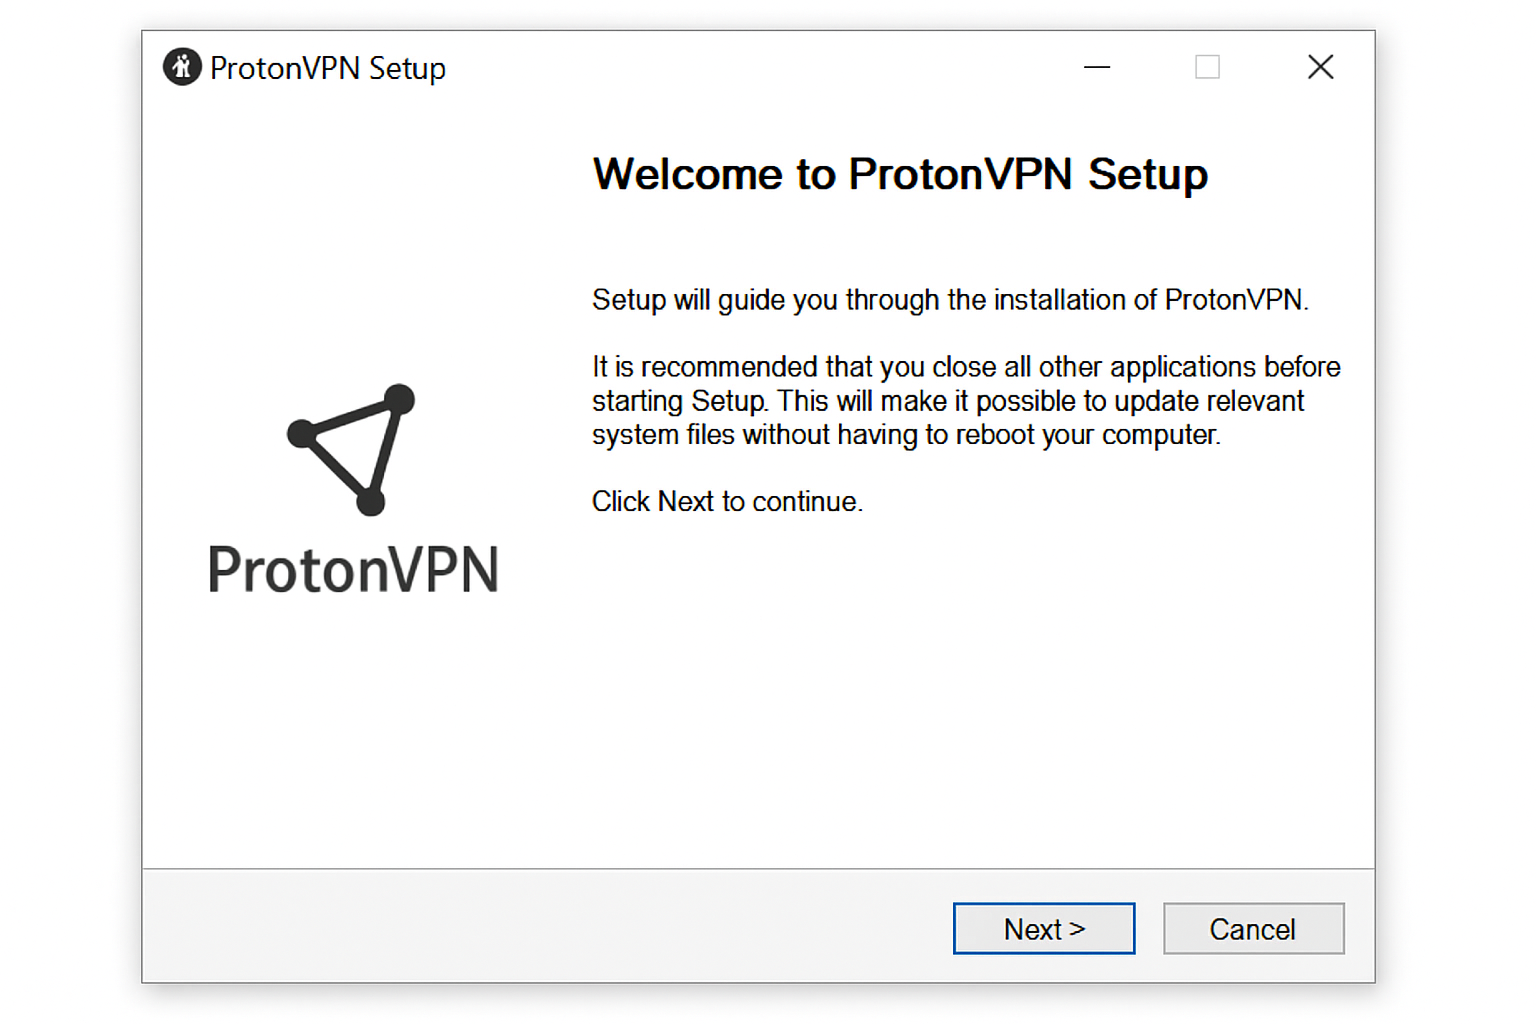 ProtonVPN Setup
Welcome to ProtonVPN Setup
Setup will guide you through the installation of ProtonVPN.
It is recommended that you close all other applications before
starting Setup. This will make it possible to update relevant
system files without having to reboot your computer.
Click Next to continue.
ProtonVPN
Next >
Cancel